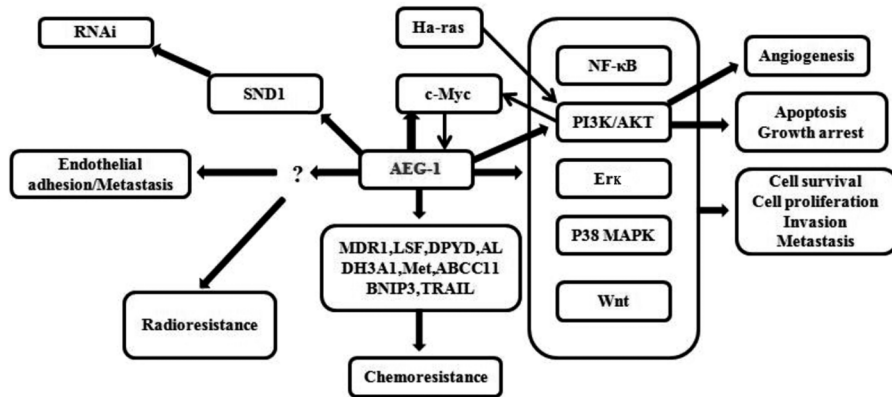 RNAi
Ha-ras
NF-κB
Angiogenesis
SND1
c-Myc
PI3K/AKT
Apoptosis
Growth arrest
Endothelial
adhesion/Metastasis
?
AEG-1
Erκ
Cell survival
Cell proliferation
Invasion
Metastasis
MDR1,LSF,DPYD,AL
DH3A1,Met,ABCC11
BNIP3,TRAIL
P38 MAPK
Radioresistance
Wnt
Chemoresistance